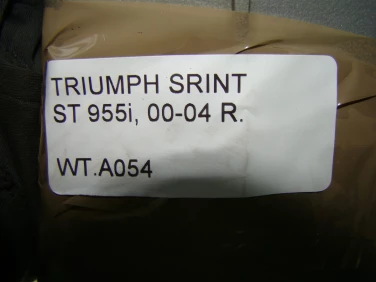 TRIUMPH SRINT
ST 955i, 00-04 R.
WT.A054